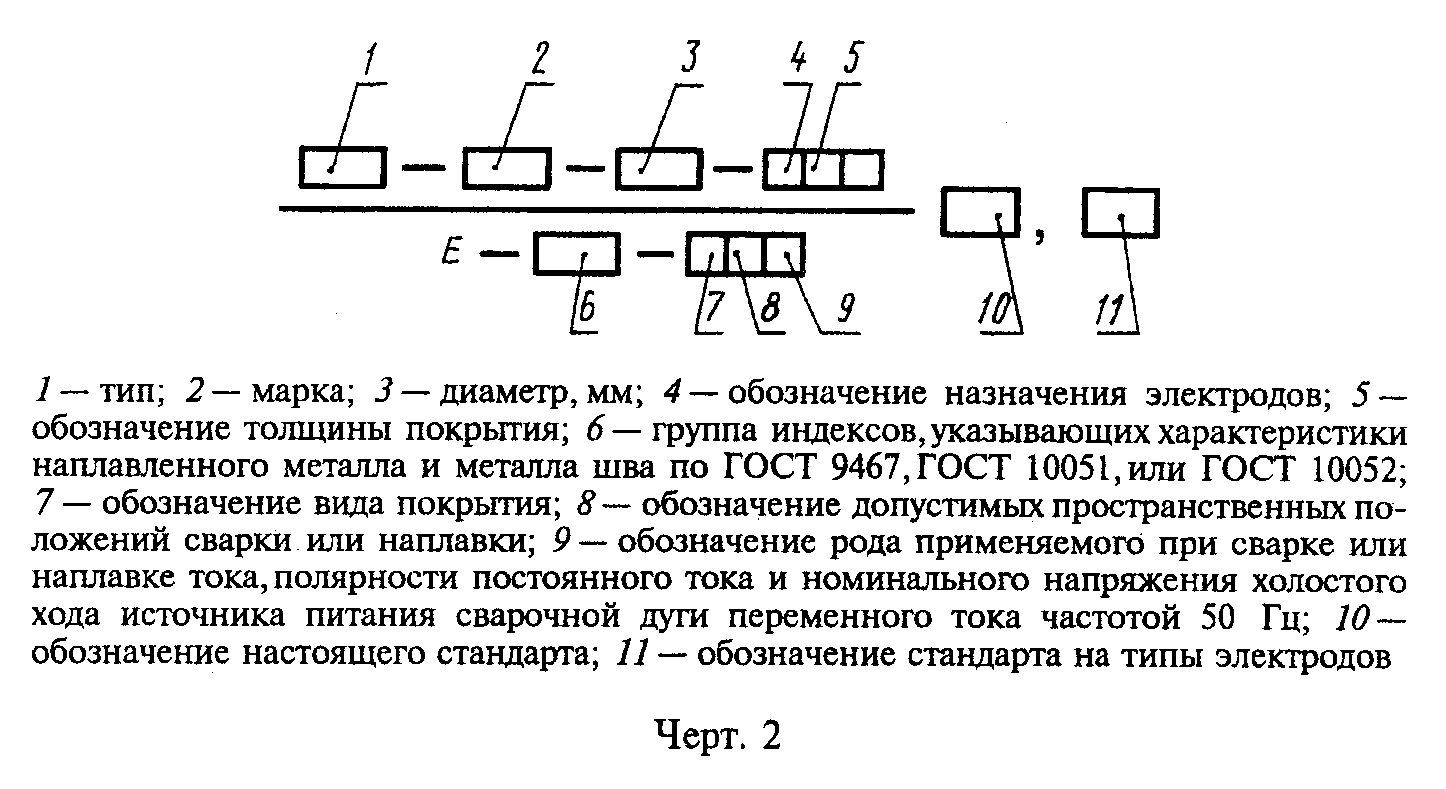 1 2 3 4 5
— — —
E — — ,
6 7 8 9 10 11
1 — тип; 2 — марка; 3 — диаметр, мм; 4 — обозначение назначения электродов; 5 —
обозначение толщины покрытия; 6 — группа индексов, указывающих характеристики
наплавленного металла и металла шва по ГОСТ 9467, ГОСТ 10051, или ГОСТ 10052;
7 — обозначение вида покрытия; 8 — обозначение допустимых пространственных по-
ложений сварки или наплавки; 9 — обозначение рода применяемого при сварке или
наплавке тока, полярности постоянного тока и номинального напряжения холостого
хода источника питания сварочной дуги переменного тока частотой 50 Гц; 10 —
обозначение настоящего стандарта; 11 — обозначение стандарта на типы электродов
Черт. 2